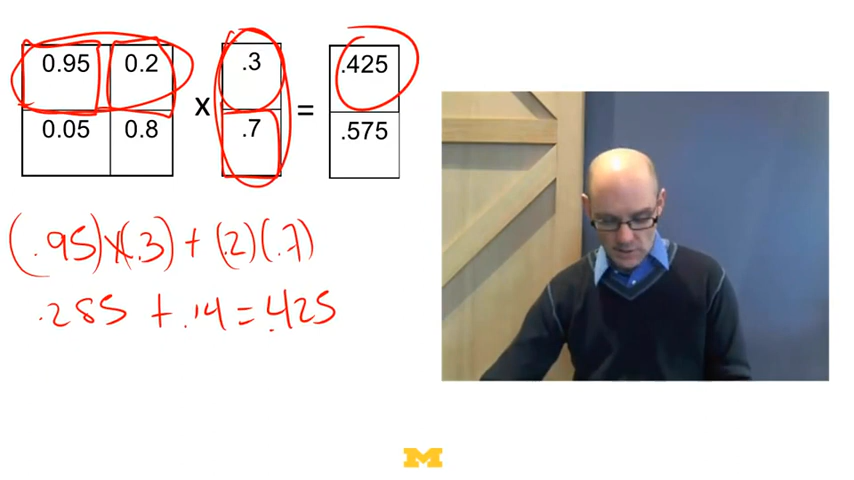 0.95 0.2 .3 .425
x =
0.05 0.8 .7 .575
(.95)x(.3) + (.2)(.7)
.285 + .14 = .425
M